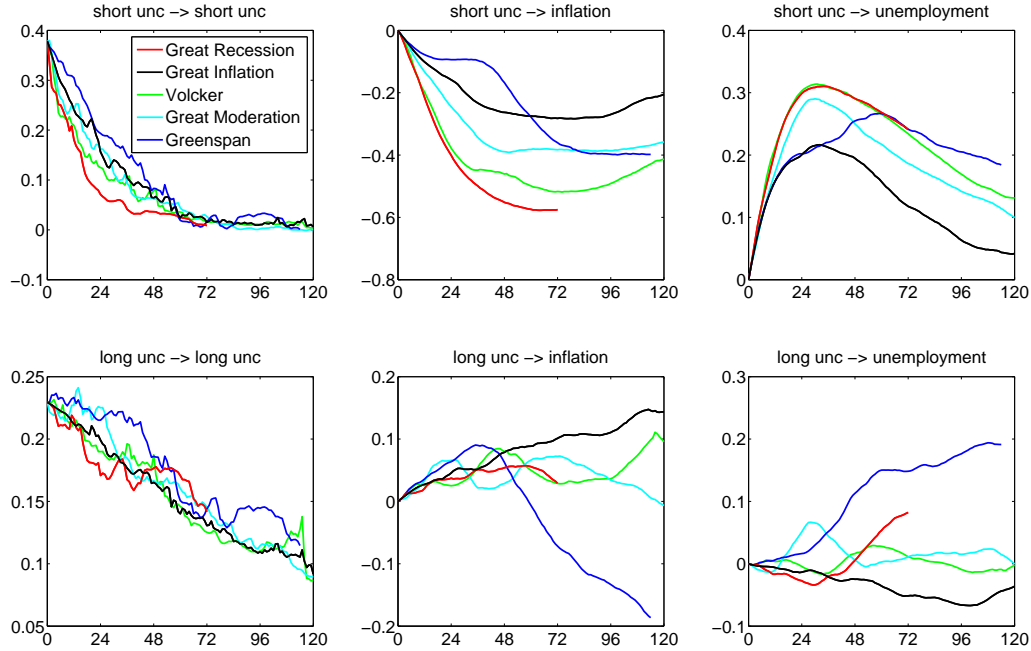 short unc −> short unc
short unc −> inflation
short unc −> unemployment
0.4
0.3
0.2
0.1
0
−0.1
Great Recession
Great Inflation
Volcker
Great Moderation
Greenspan
0 24 48 72 96 120
0
−0.2
−0.4
−0.6
−0.8
0 24 48 72 96 120
0.4
0.3
0.2
0.1
0
0 24 48 72 96 120
long unc −> long unc
long unc −> inflation
long unc −> unemployment
0.25
0.2
0.15
0.1
0.05
0 24 48 72 96 120
0.2
0.1
0
−0.1
−0.2
0 24 48 72 96 120
0.3
0.2
0.1
0
−0.1
0 24 48 72 96 120